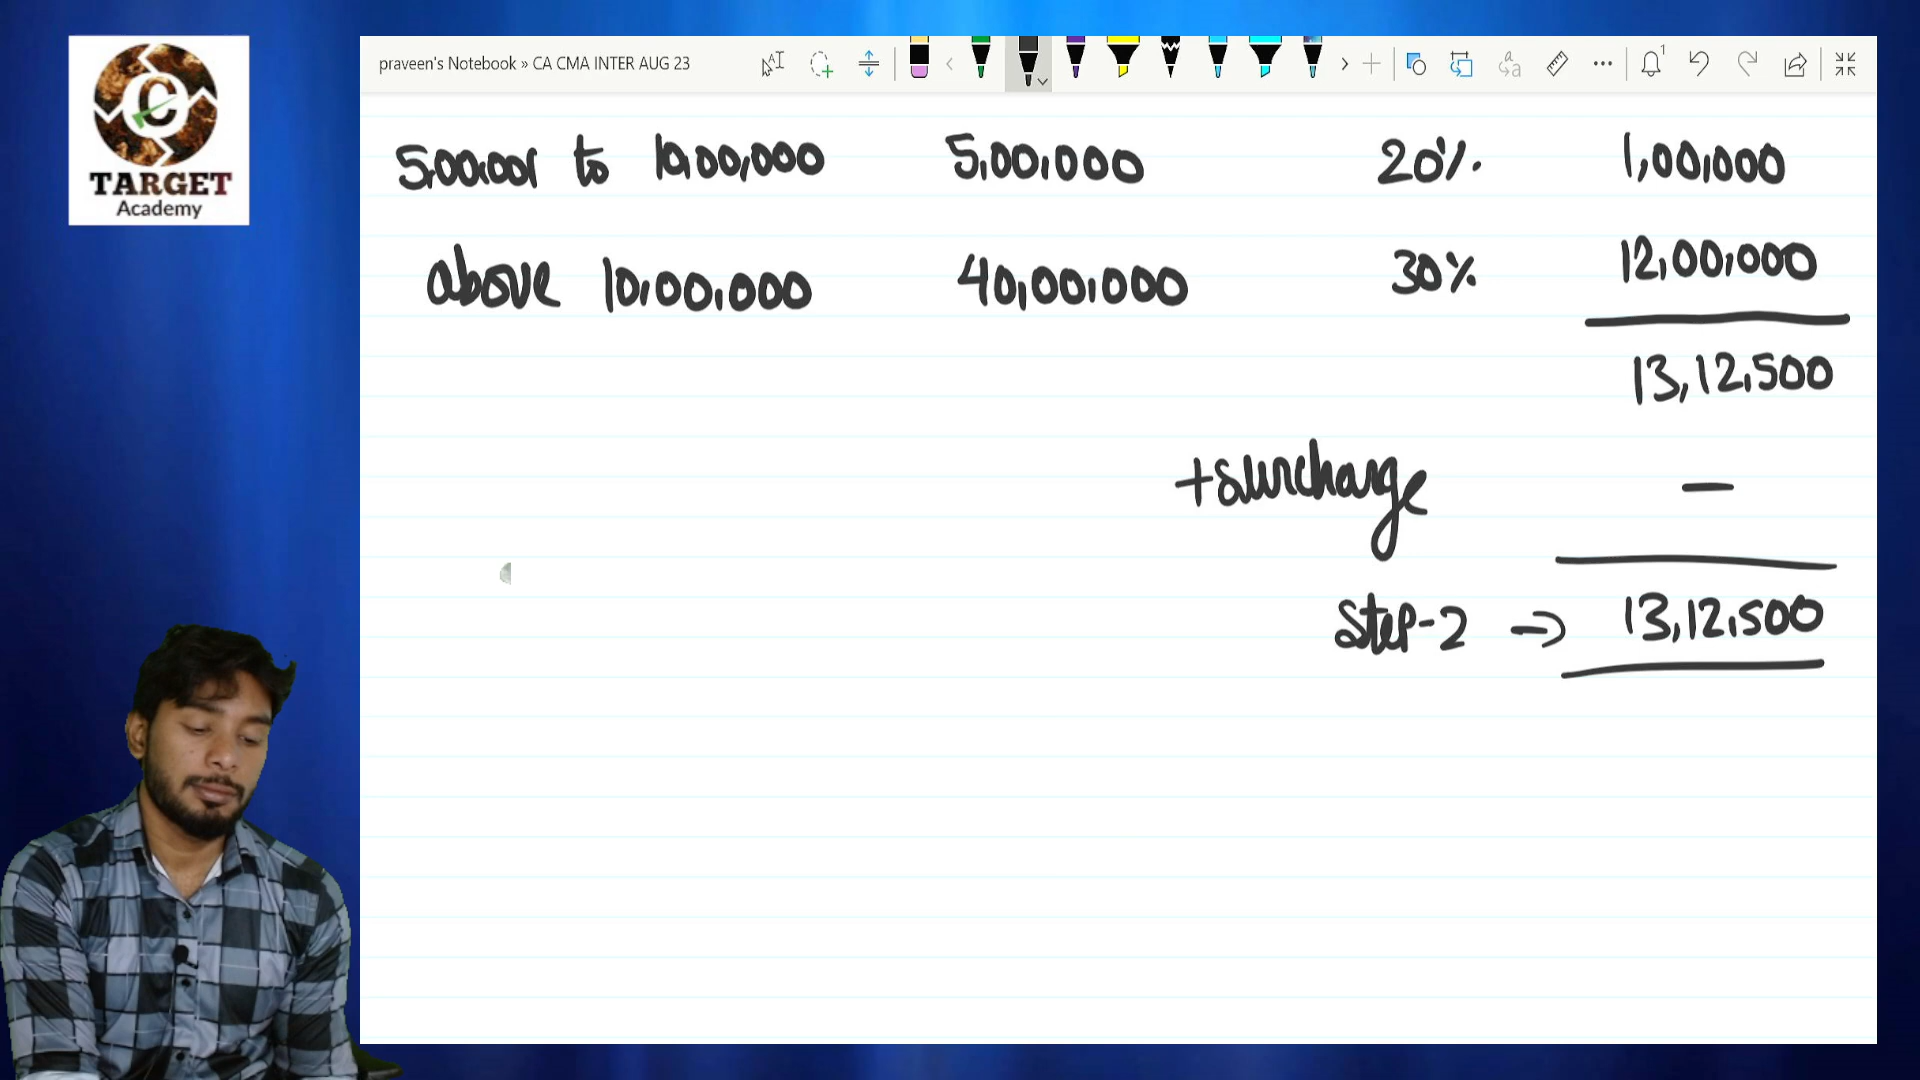 TARGET
Academy
praveen's Notebook » CA CMA INTER AUG 23
5,00,001 to 10,00,000 5,00,000 20% 1,00,000
above 10,00,000 40,00,000 30% 12,00,000
13,12,500
+surcharge —
Step-2 → 13,12,500